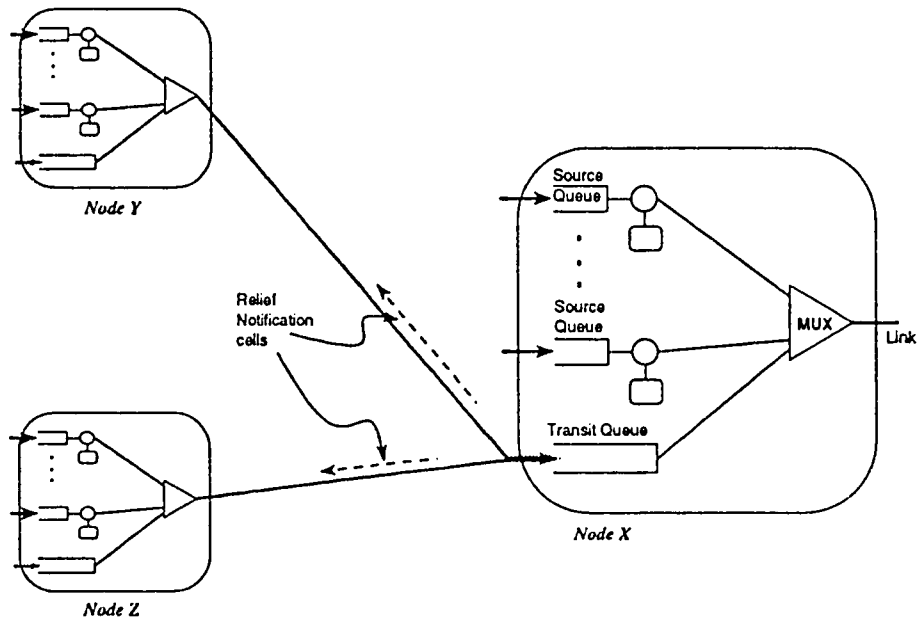 Node Y
Source
Queue
Relief
Notification
cells
Source
Queue
MUX
Link
Transit Queue
Node X
Node Z